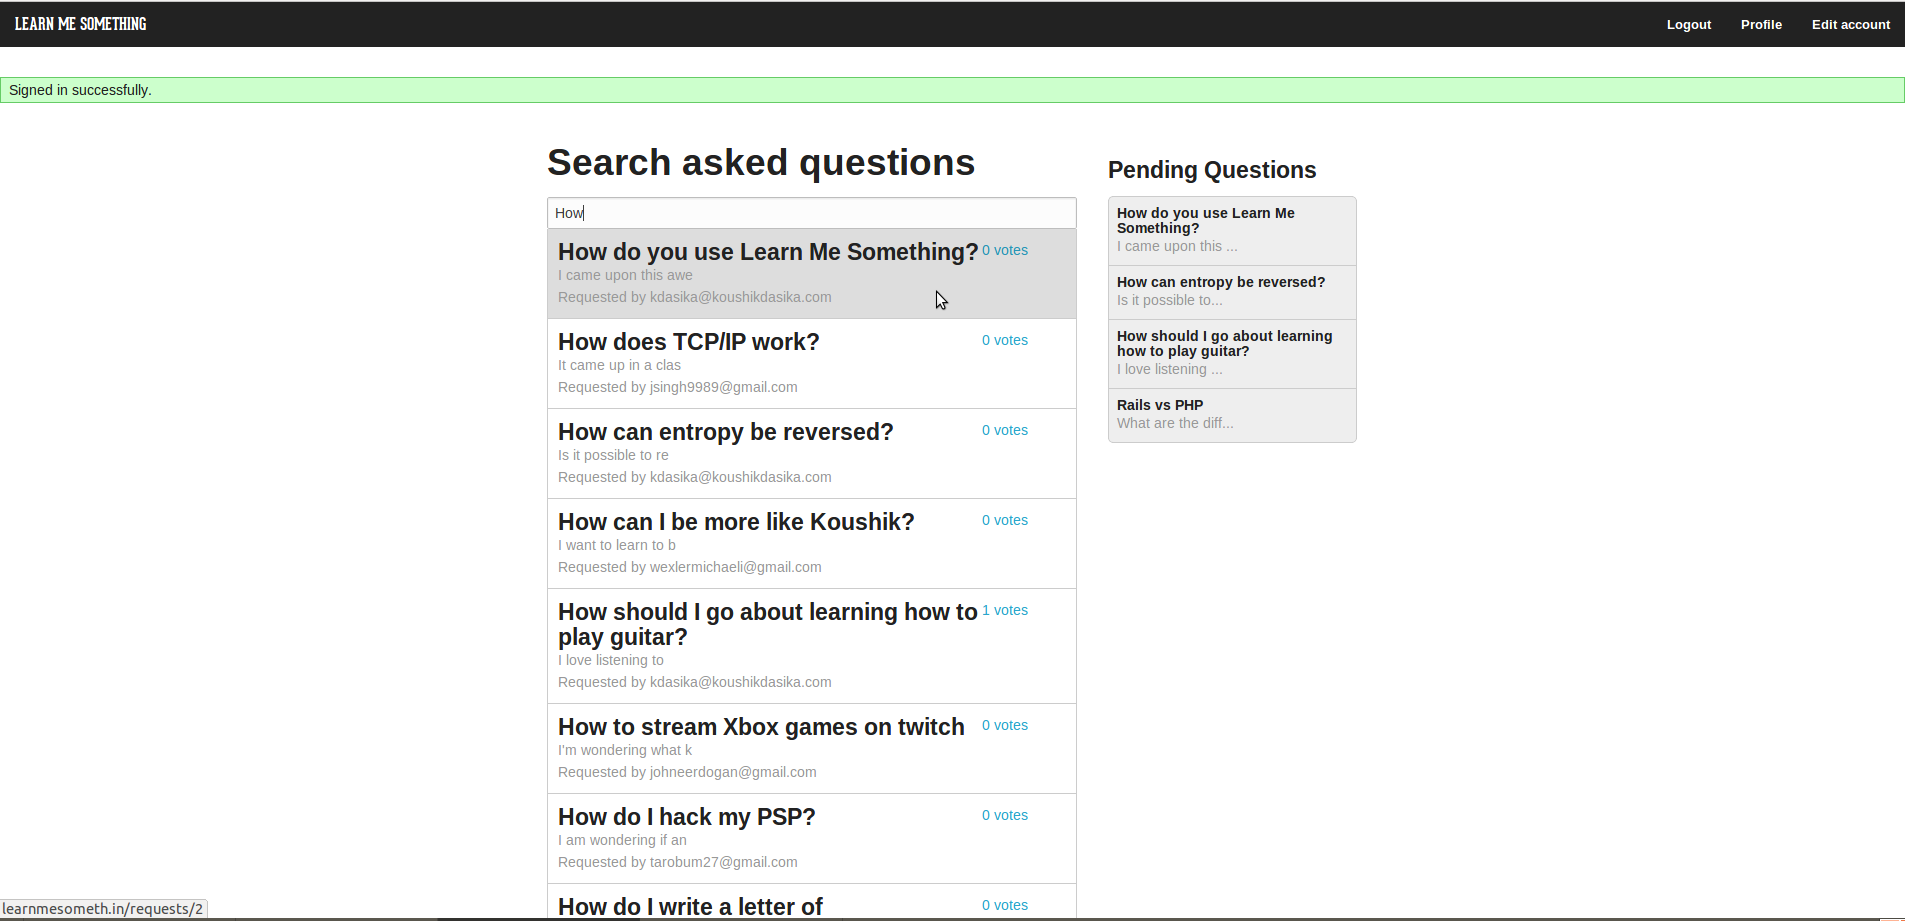 LEARN ME SOMETHING
Logout Profile Edit account
Signed in successfully.
Search asked questions
How
How do you use Learn Me Something? 0 votes
I came upon this awe
Requested by kdasika@koushikdasika.com
How does TCP/IP work? 0 votes
It came up in a clas
Requested by jsingh9989@gmail.com
How can entropy be reversed? 0 votes
Is it possible to re
Requested by kdasika@koushikdasika.com
How can I be more like Koushik? 0 votes
I want to learn to b
Requested by wexlermichaeli@gmail.com
How should I go about learning how to 1 votes
play guitar?
I love listening to
Requested by kdasika@koushikdasika.com
How to stream Xbox games on twitch 0 votes
I'm wondering what k
Requested by johneerdogan@gmail.com
How do I hack my PSP? 0 votes
I am wondering if an
Requested by tarobum27@gmail.com
How do I write a letter of 0 votes
Pending Questions
How do you use Learn Me
Something?
I came upon this ...
How can entropy be reversed?
Is it possible to...
How should I go about learning
how to play guitar?
I love listening ...
Rails vs PHP
What are the diff...
learnmesometh.in/requests/2